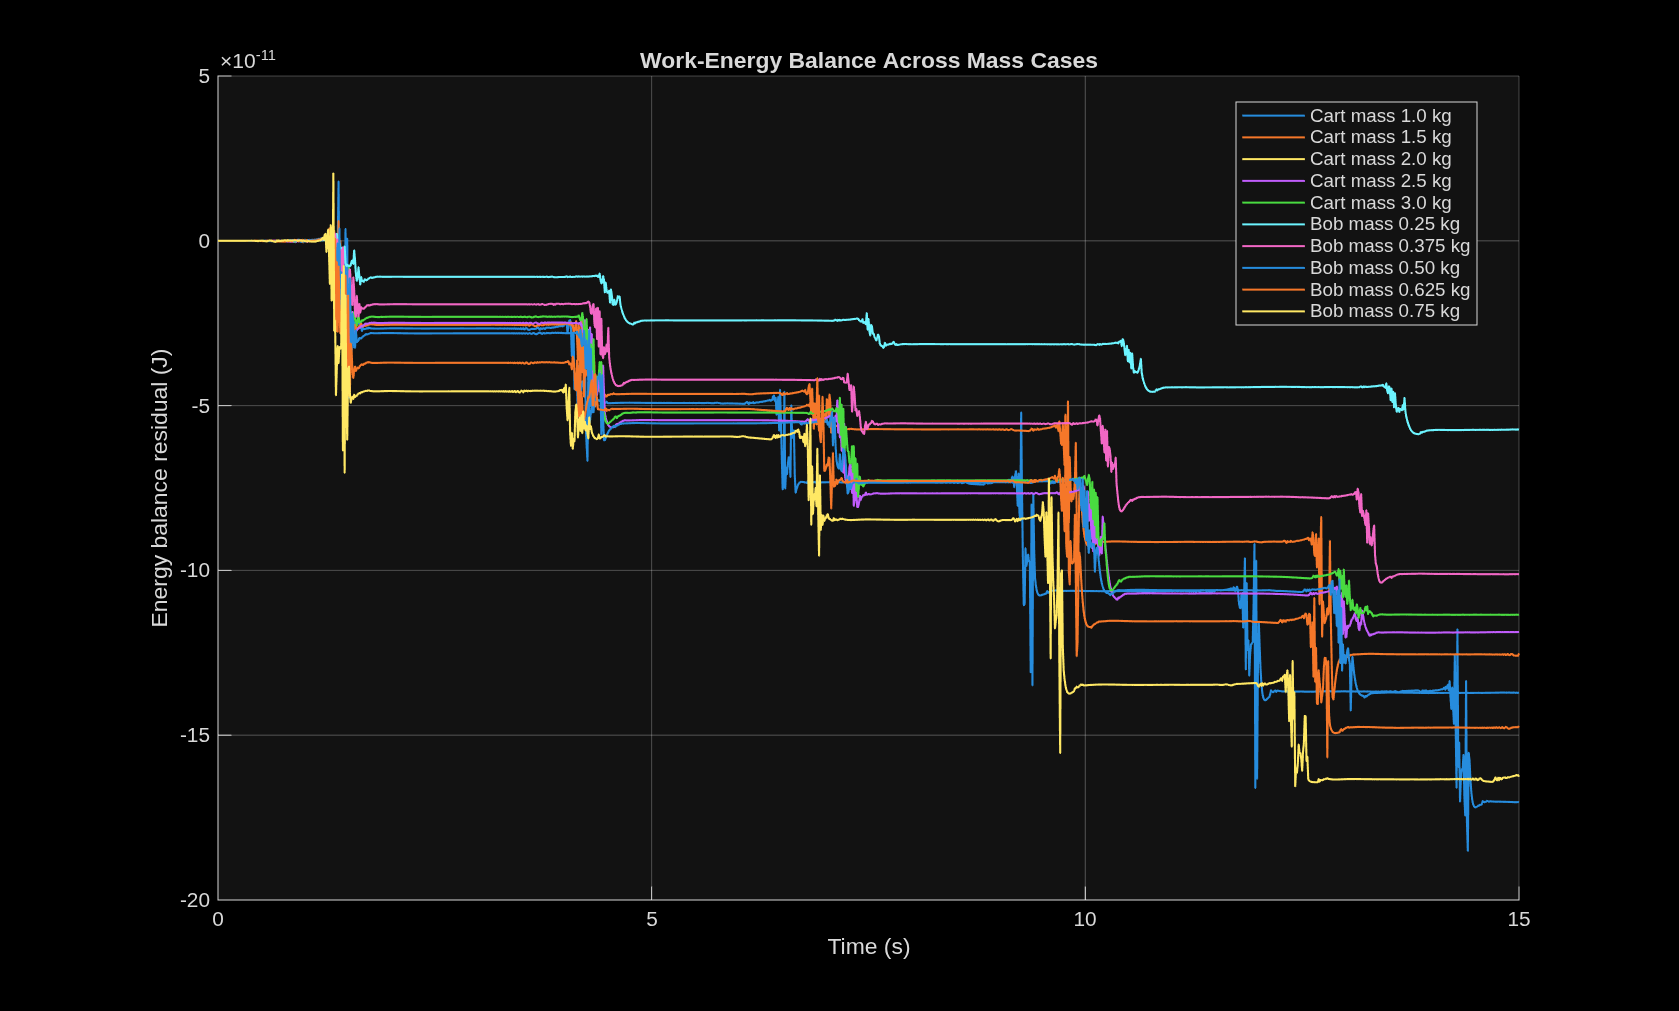 ×10-11
Work-Energy Balance Across Mass Cases
5
0
-5
-10
-15
-20
Energy balance residual (J)
Cart mass 1.0 kg
Cart mass 1.5 kg
Cart mass 2.0 kg
Cart mass 2.5 kg
Cart mass 3.0 kg
Bob mass 0.25 kg
Bob mass 0.375 kg
Bob mass 0.50 kg
Bob mass 0.625 kg
Bob mass 0.75 kg
0 5 10 15
Time (s)